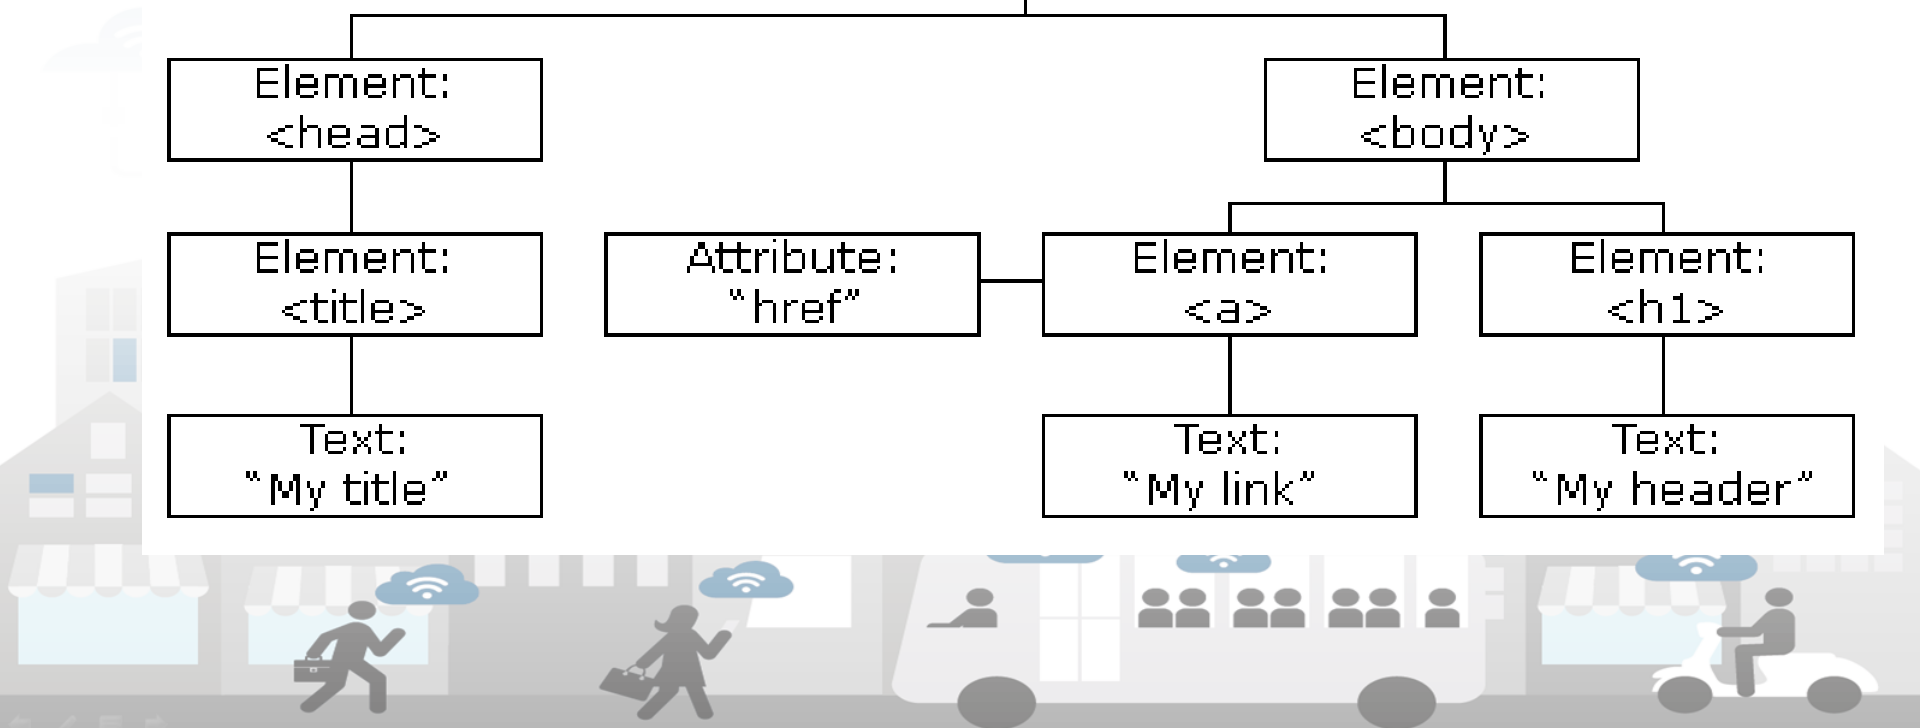 Element:
<head>
Element:
<body>
Element:
<title>
Attribute:
“href”
Element:
<a>
Element:
<h1>
Text:
“My title”
Text:
“My link”
Text:
“My header”